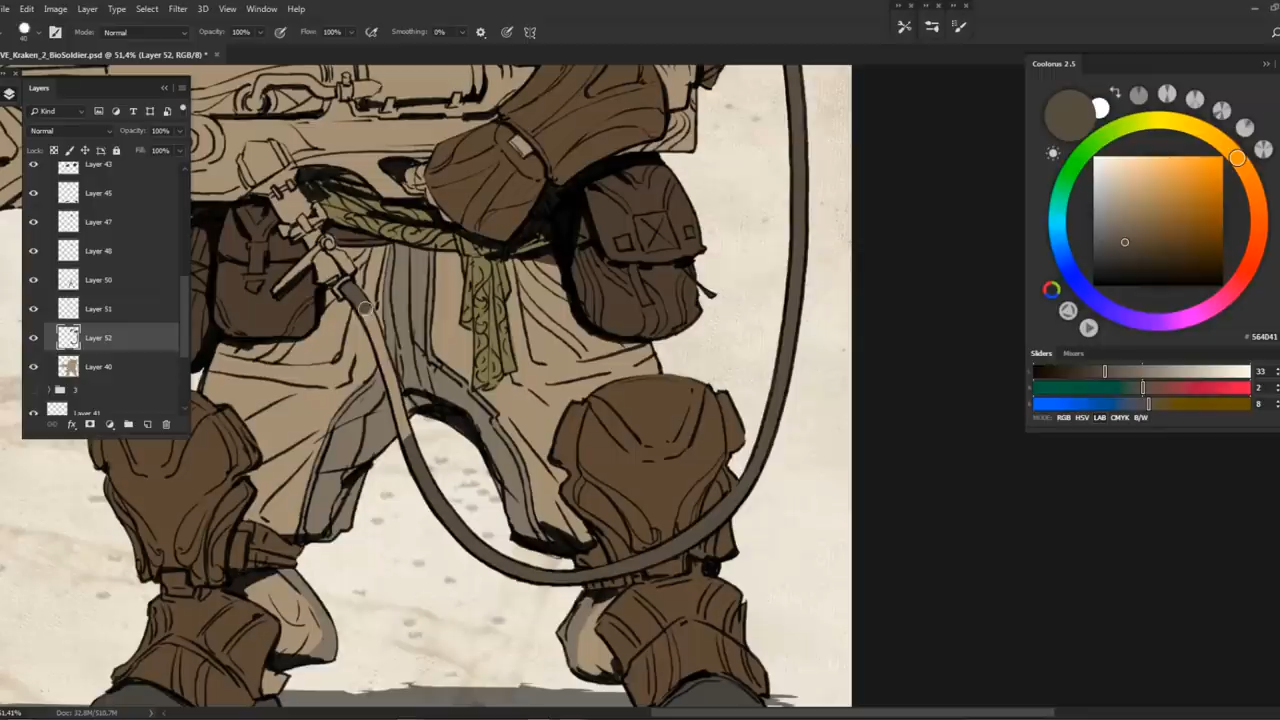 ile Edit Image Layer Type Select Filter 3D View Window Help
40 Mode: Normal Opacity: 100% Flow: 100% Smoothing: 0%
VE_Kraken_2_BioSoldier.psd @ 51,4% (Layer 52, RGB/8) * ×
Layers
Kind
Normal Opacity: 100%
Lock: Fill: 100%
Layer 43
Layer 45
Layer 47
Layer 48
Layer 50
Layer 51
Layer 52
Layer 40
3
Layer 41
fx
Coolorus 2.5
#564D41
Sliders Mixers
33
2
8
MODE: RGB HSV LAB CMYK B/W
51,41% Doc: 32,8M/510,7M